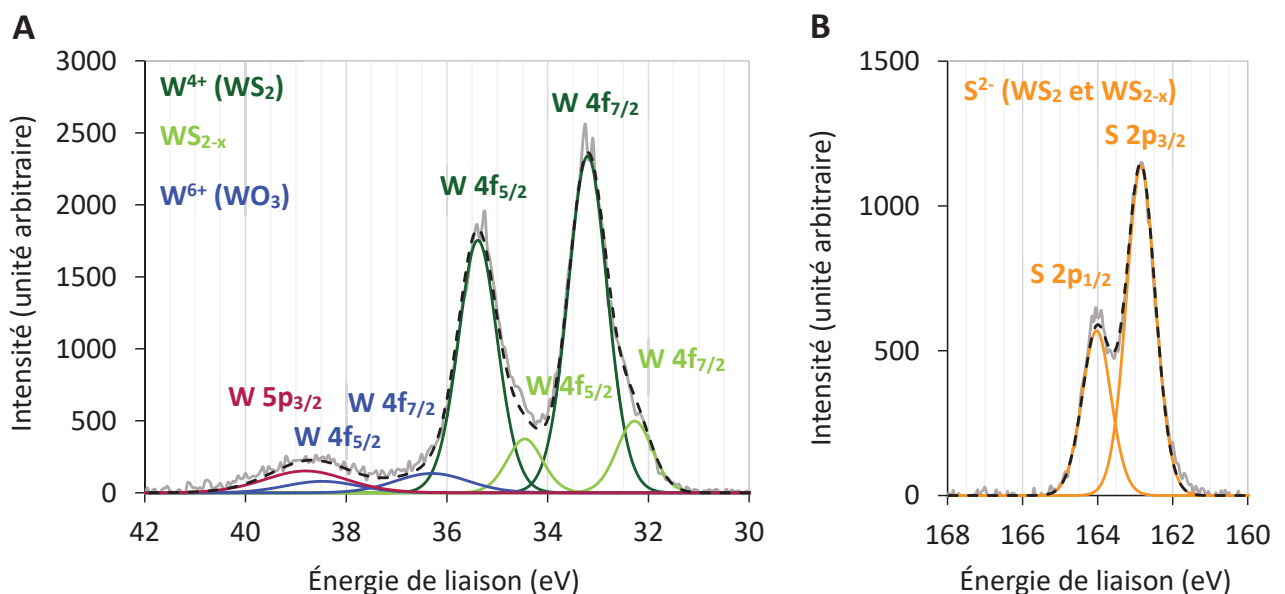 A
Intensité (unité arbitraire)
3000
2500
2000
1500
1000
500
0
W⁴⁺ (WS₂)
WS₂₋ₓ
W⁶⁺ (WO₃)
W 4f₇/₂
W 4f₅/₂
W 4f₇/₂
W 4f₅/₂
W 5p₃/₂
W 4f₇/₂
W 4f₅/₂
42 40 38 36 34 32 30
Énergie de liaison (eV)
B
Intensité (unité arbitraire)
1500
1000
500
0
S²⁻ (WS₂ et WS₂₋ₓ)
S 2p₃/₂
S 2p₁/₂
168 166 164 162 160
Énergie de liaison (eV)